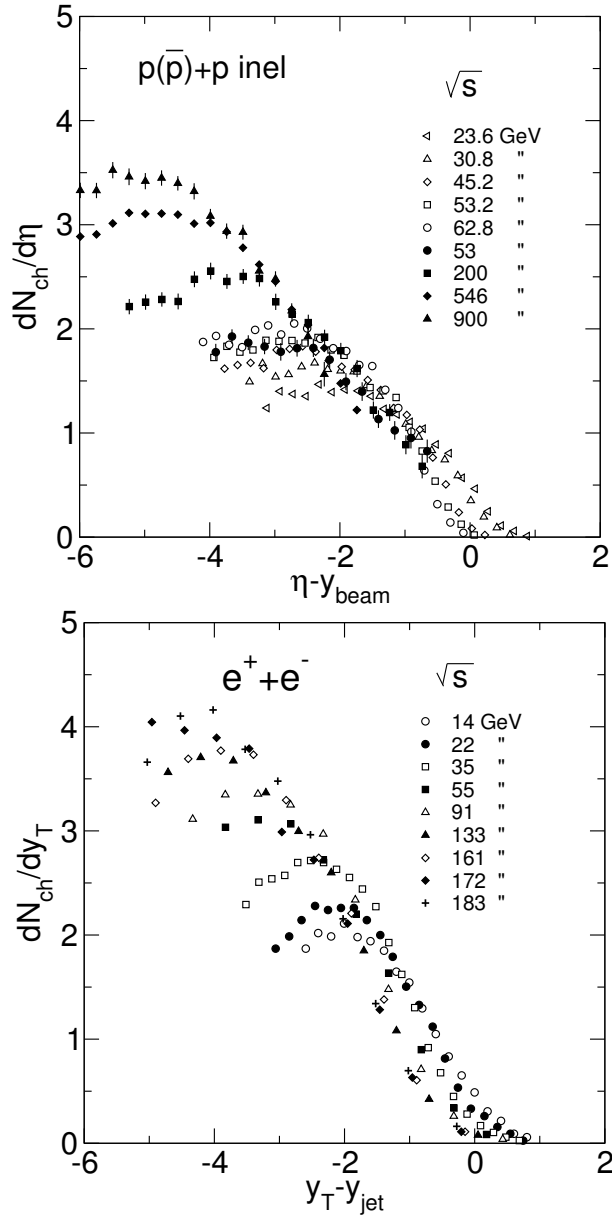 5
p(p̅)+p inel
√s
4
23.6 GeV
30.8 "
45.2 "
53.2 "
3
62.8 "
53 "
200 "
546 "
900 "
dN_ch/dη
2
1
0
-6 -4 -2 0 2
η-y_beam
5
e⁺+e⁻
√s
4
14 GeV
22 "
35 "
55 "
3
91 "
133 "
161 "
172 "
183 "
dN_ch/dy_T
2
1
0
-6 -4 -2 0 2
y_T-y_jet